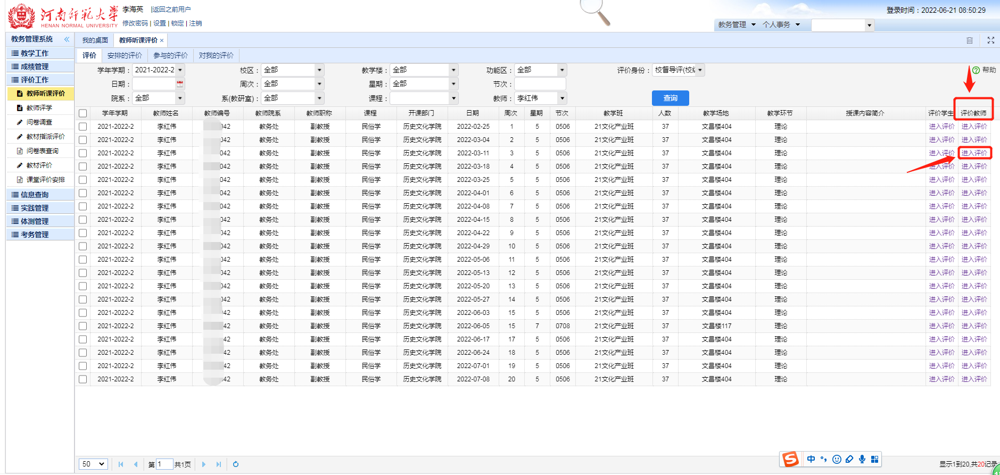 河南师范大学
HENAN NORMAL UNIVERSITY
李海英 |返回之前用户
修改密码 | 设置 | 锁定 | 注销
登录时间：2022-06-21 08:50:29
教务管理 个人事务
教务管理系统
我的桌面 教师听课评价
评价 安排的评价 参与的评价 对我的评价
教学工作
成绩管理
评价工作
教师听课评价
教师评学
问卷调查
教材指派评价
问卷表查询
教材评价
课堂评价安排
信息查询
实践管理
体测管理
考务管理
学年学期： 2021-2022-2 校区： 全部 教学楼： 全部 功能区： 全部 评价身份： 校督导评(校级 帮助
日期： 周次： 全部 星期： 全部 节次：
院系： 全部 系(教研室)： 全部 课程： 教师： 李红伟 查询
学年学期 教师姓名 教师编号 教师院系 教师职称 课程 开课部门 日期 周次 星期 节次 教学班 人数 教学场地 教学环节 授课内容简介 评价学生 评价教师
2021-2022-2 李红伟 042 教务处 副教授 民俗学 历史文化学院 2022-02-25 1 5 0506 21文化产业班 37 文昌楼404 理论 进入评价 进入评价
2021-2022-2 李红伟 042 教务处 副教授 民俗学 历史文化学院 2022-03-04 2 5 0506 21文化产业班 37 文昌楼404 理论 进入评价 进入评价
2021-2022-2 李红伟 042 教务处 副教授 民俗学 历史文化学院 2022-03-11 3 5 0506 21文化产业班 37 文昌楼404 理论 进入评价 进入评价
2021-2022-2 李红伟 042 教务处 副教授 民俗学 历史文化学院 2022-03-18 4 5 0506 21文化产业班 37 文昌楼404 理论 进入评价 进入评价
2021-2022-2 李红伟 042 教务处 副教授 民俗学 历史文化学院 2022-03-25 5 5 0506 21文化产业班 37 文昌楼404 理论 进入评价 进入评价
2021-2022-2 李红伟 042 教务处 副教授 民俗学 历史文化学院 2022-04-01 6 5 0506 21文化产业班 37 文昌楼404 理论 进入评价 进入评价
2021-2022-2 李红伟 042 教务处 副教授 民俗学 历史文化学院 2022-04-08 7 5 0506 21文化产业班 37 文昌楼404 理论 进入评价 进入评价
2021-2022-2 李红伟 042 教务处 副教授 民俗学 历史文化学院 2022-04-15 8 5 0506 21文化产业班 37 文昌楼404 理论 进入评价 进入评价
2021-2022-2 李红伟 042 教务处 副教授 民俗学 历史文化学院 2022-04-22 9 5 0506 21文化产业班 37 文昌楼404 理论 进入评价 进入评价
2021-2022-2 李红伟 042 教务处 副教授 民俗学 历史文化学院 2022-04-29 10 5 0506 21文化产业班 37 文昌楼404 理论 进入评价 进入评价
2021-2022-2 李红伟 042 教务处 副教授 民俗学 历史文化学院 2022-05-06 11 5 0506 21文化产业班 37 文昌楼404 理论 进入评价 进入评价
2021-2022-2 李红伟 042 教务处 副教授 民俗学 历史文化学院 2022-05-13 12 5 0506 21文化产业班 37 文昌楼404 理论 进入评价 进入评价
2021-2022-2 李红伟 042 教务处 副教授 民俗学 历史文化学院 2022-05-20 13 5 0506 21文化产业班 37 文昌楼404 理论 进入评价 进入评价
2021-2022-2 李红伟 042 教务处 副教授 民俗学 历史文化学院 2022-05-27 14 5 0506 21文化产业班 37 文昌楼404 理论 进入评价 进入评价
2021-2022-2 李红伟 042 教务处 副教授 民俗学 历史文化学院 2022-06-03 15 5 0506 21文化产业班 37 文昌楼404 理论 进入评价 进入评价
2021-2022-2 李红伟 42 教务处 副教授 民俗学 历史文化学院 2022-06-05 15 7 0708 21文化产业班 37 文昌楼117 理论 进入评价 进入评价
2021-2022-2 李红伟 42 教务处 副教授 民俗学 历史文化学院 2022-06-17 17 5 0506 21文化产业班 37 文昌楼404 理论 进入评价 进入评价
2021-2022-2 李红伟 42 教务处 副教授 民俗学 历史文化学院 2022-06-24 18 5 0506 21文化产业班 37 文昌楼404 理论 进入评价 进入评价
2021-2022-2 李红伟 42 教务处 副教授 民俗学 历史文化学院 2022-07-01 19 5 0506 21文化产业班 37 文昌楼404 理论 进入评价 进入评价
2021-2022-2 李红伟 42 教务处 副教授 民俗学 历史文化学院 2022-07-08 20 5 0506 21文化产业班 37 文昌楼404 理论 进入评价 进入评价
50 第 1 共1页 中 显示1到20,共20记录